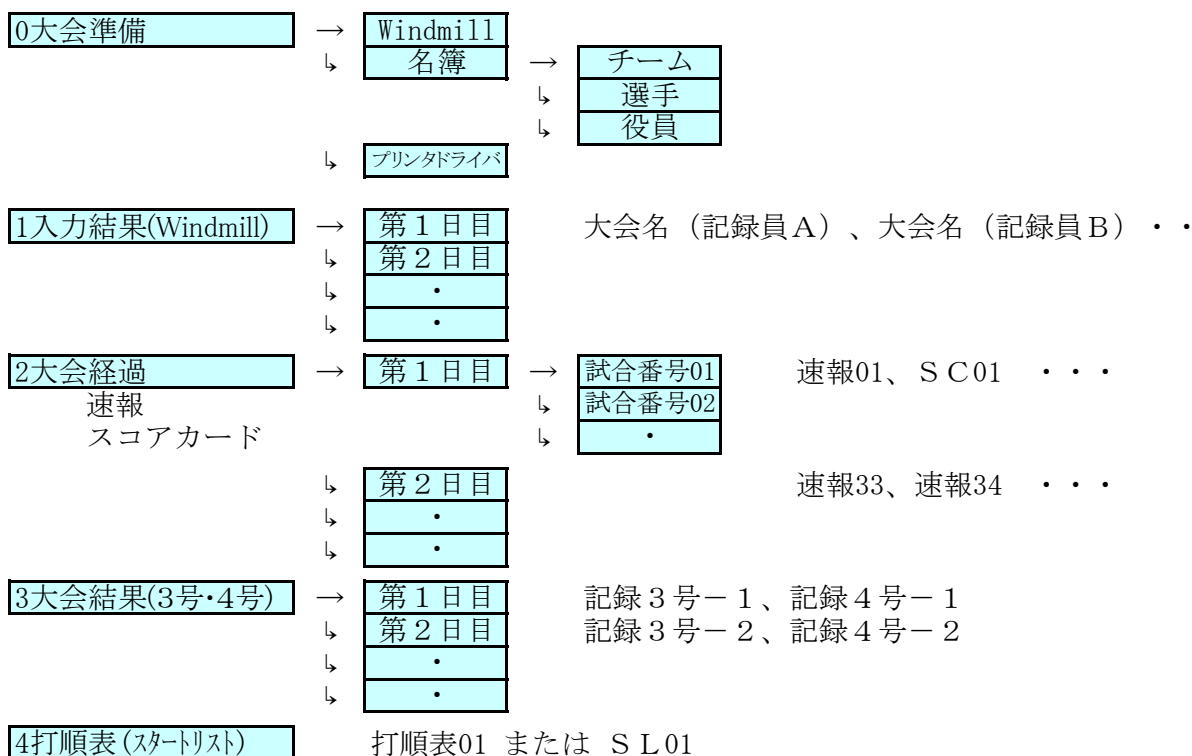 0大会準備 → Windmill
↳ 名簿 → チーム
↳ 選手
↳ 役員
↳ プリンタドライバ
1入力結果(Windmill) → 第１日目 大会名（記録員Ａ）、大会名（記録員Ｂ）・・
↳ 第２日目
↳ ・
↳ ・
2大会経過 → 第１日目 → 試合番号01 速報01、ＳＣ01 ・・・
速報 ↳ 試合番号02
スコアカード ↳ ・
↳ 第２日目 速報33、速報34 ・・・
↳ ・
↳ ・
3大会結果(３号・４号) → 第１日目 記録３号－１、記録４号－１
↳ 第２日目 記録３号－２、記録４号－２
↳ ・
↳ ・
4打順表(ｽﾀｰﾄﾘｽﾄ) 打順表01 または ＳＬ01